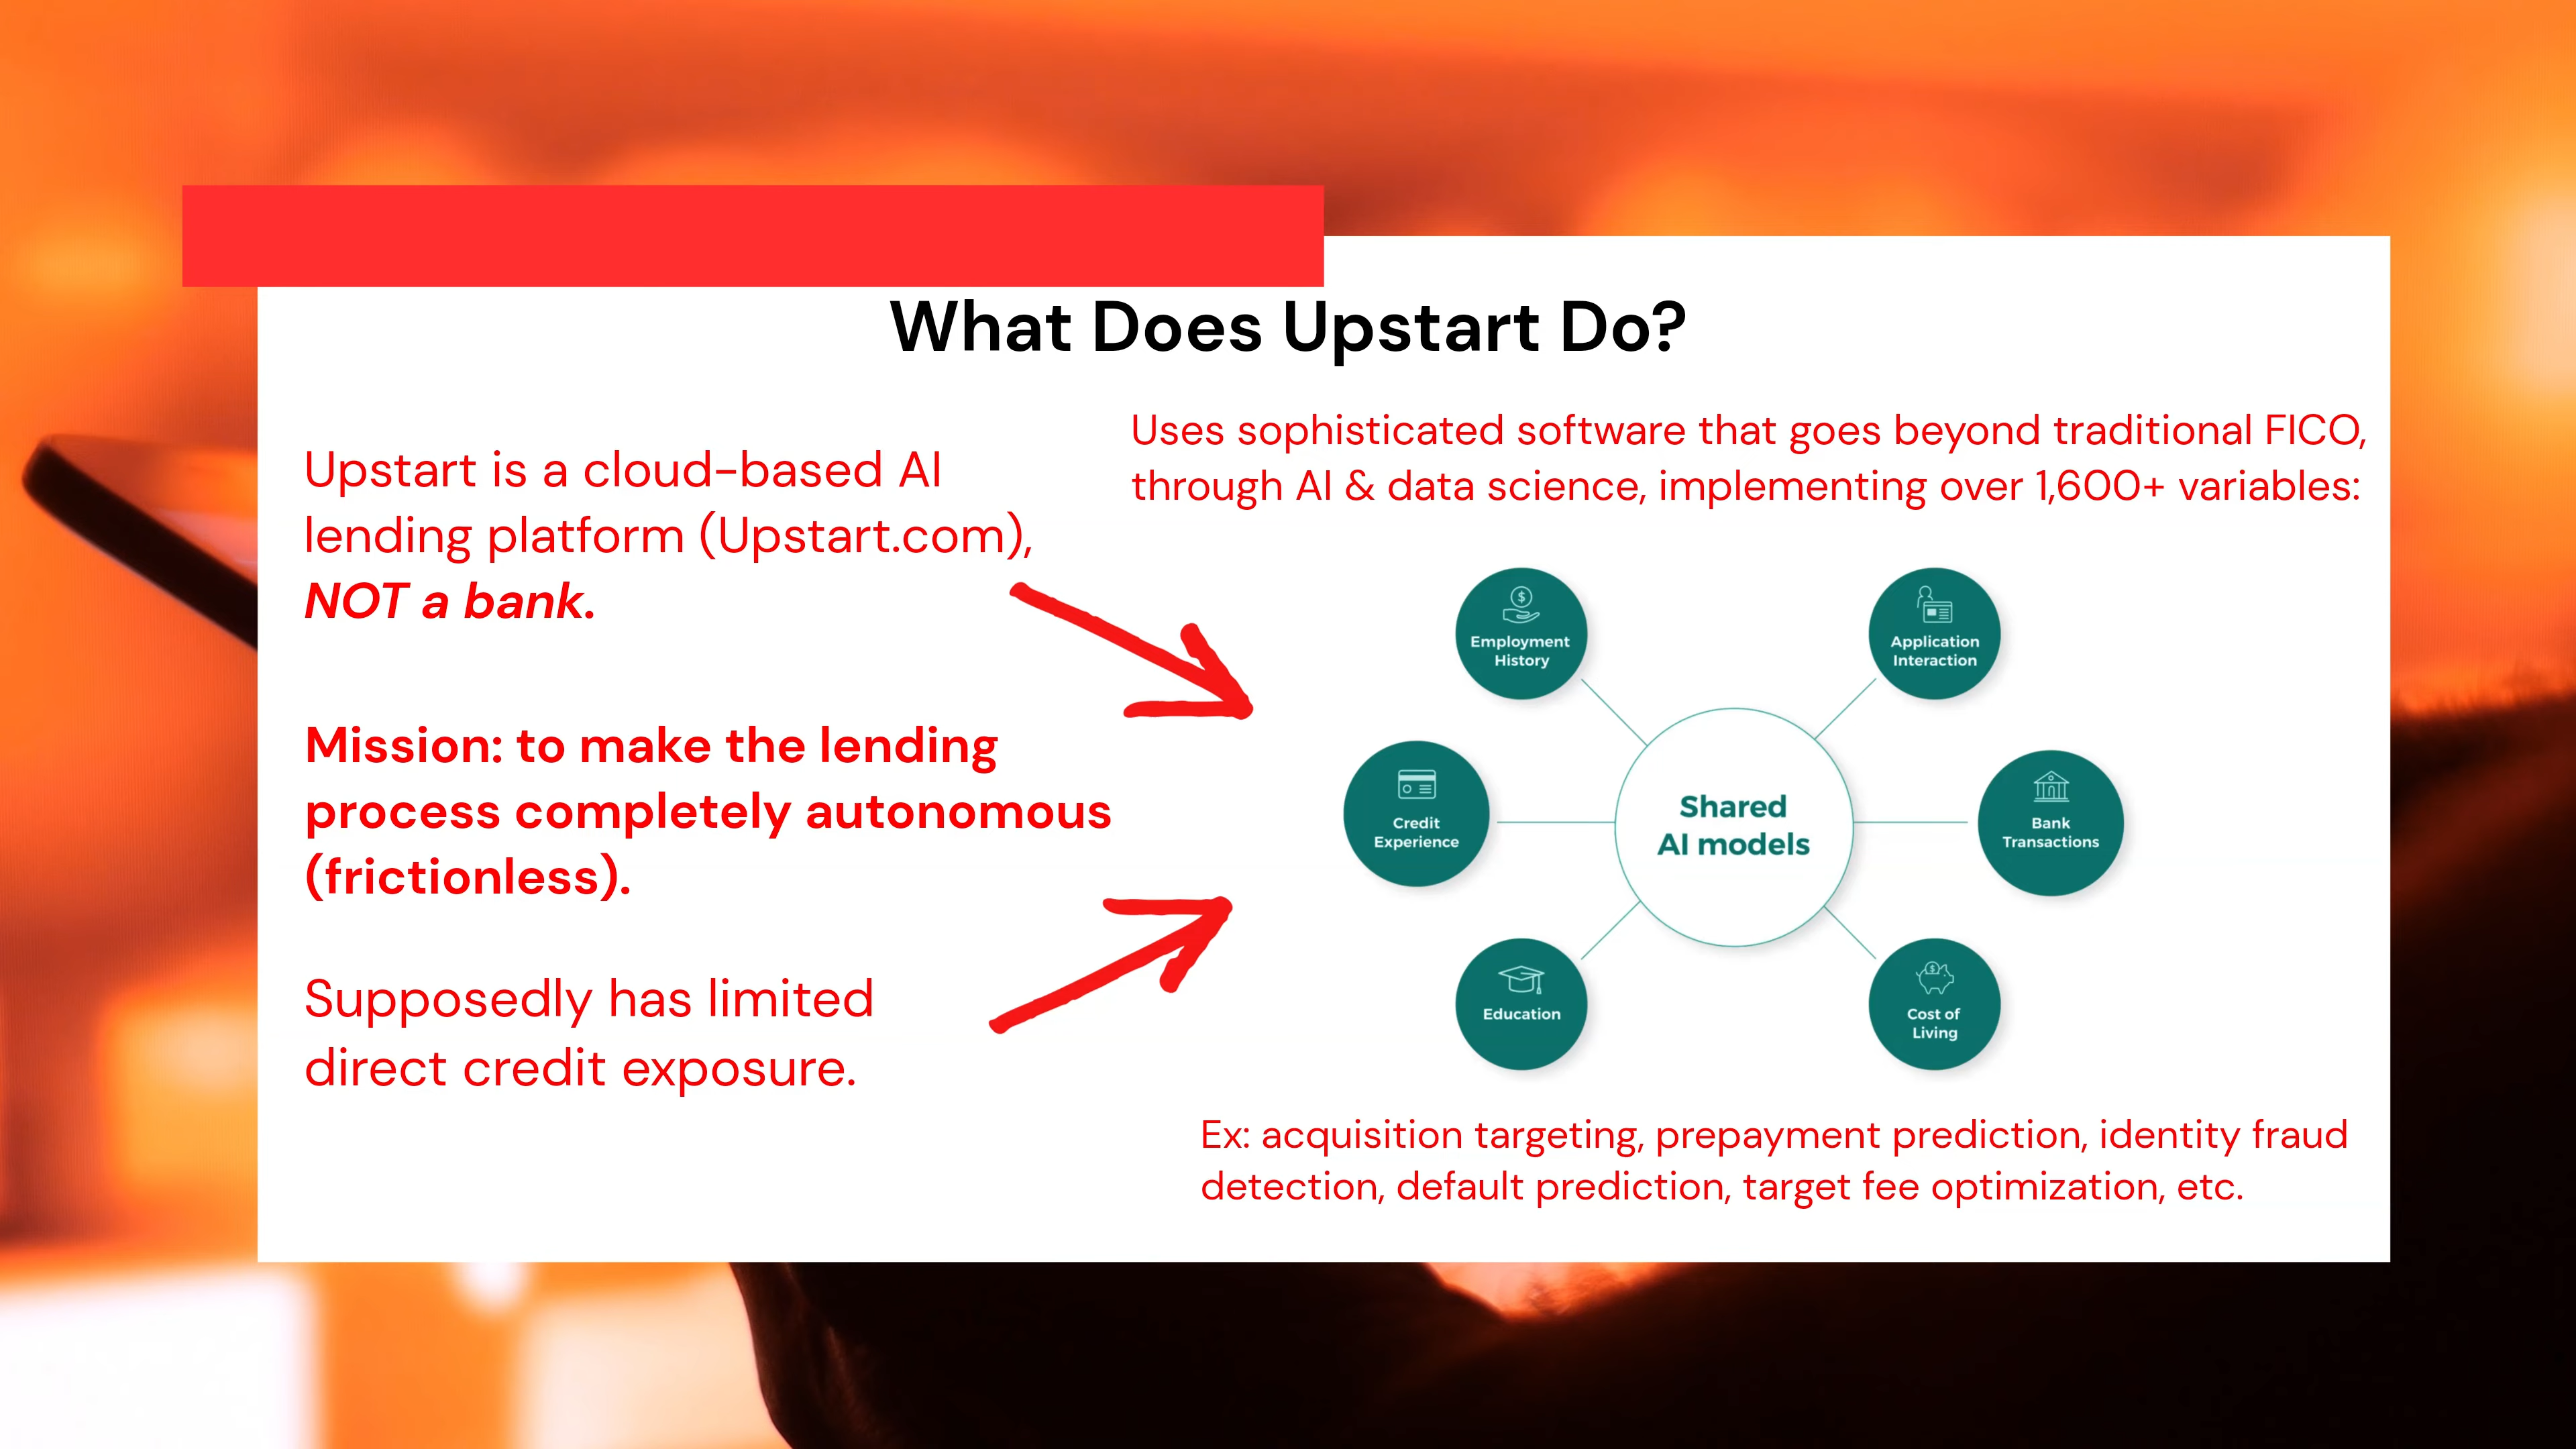 What Does Upstart Do?
Upstart is a cloud-based AI
lending platform (Upstart.com),
NOT a bank.
Mission: to make the lending
process completely autonomous
(frictionless).
Supposedly has limited
direct credit exposure.
Uses sophisticated software that goes beyond traditional FICO,
through AI & data science, implementing over 1,600+ variables:
Employment
History
Application
Interaction
Credit
Experience
Shared
AI models
Bank
Transactions
Education
Cost of
Living
Ex: acquisition targeting, prepayment prediction, identity fraud
detection, default prediction, target fee optimization, etc.